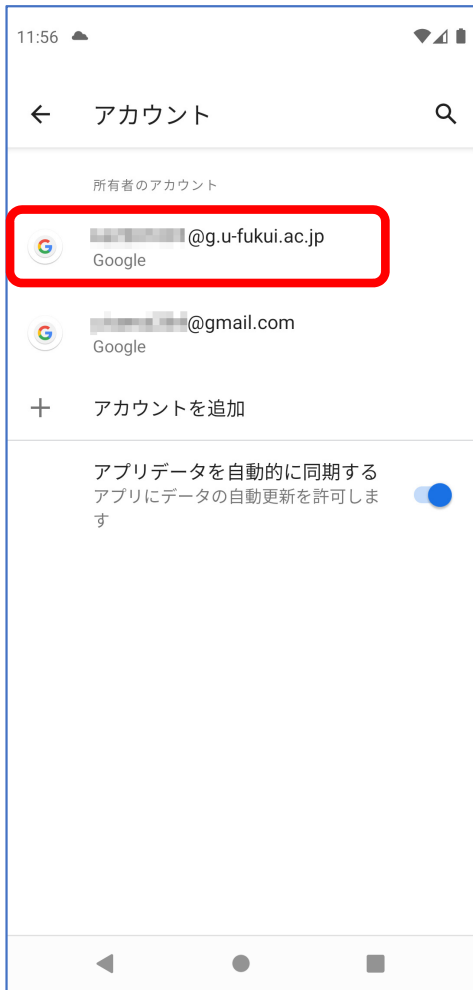 11:56
アカウント
所有者のアカウント
@g.u-fukui.ac.jp
Google
@gmail.com
Google
アカウントを追加
アプリデータを自動的に同期する
アプリにデータの自動更新を許可しま
す